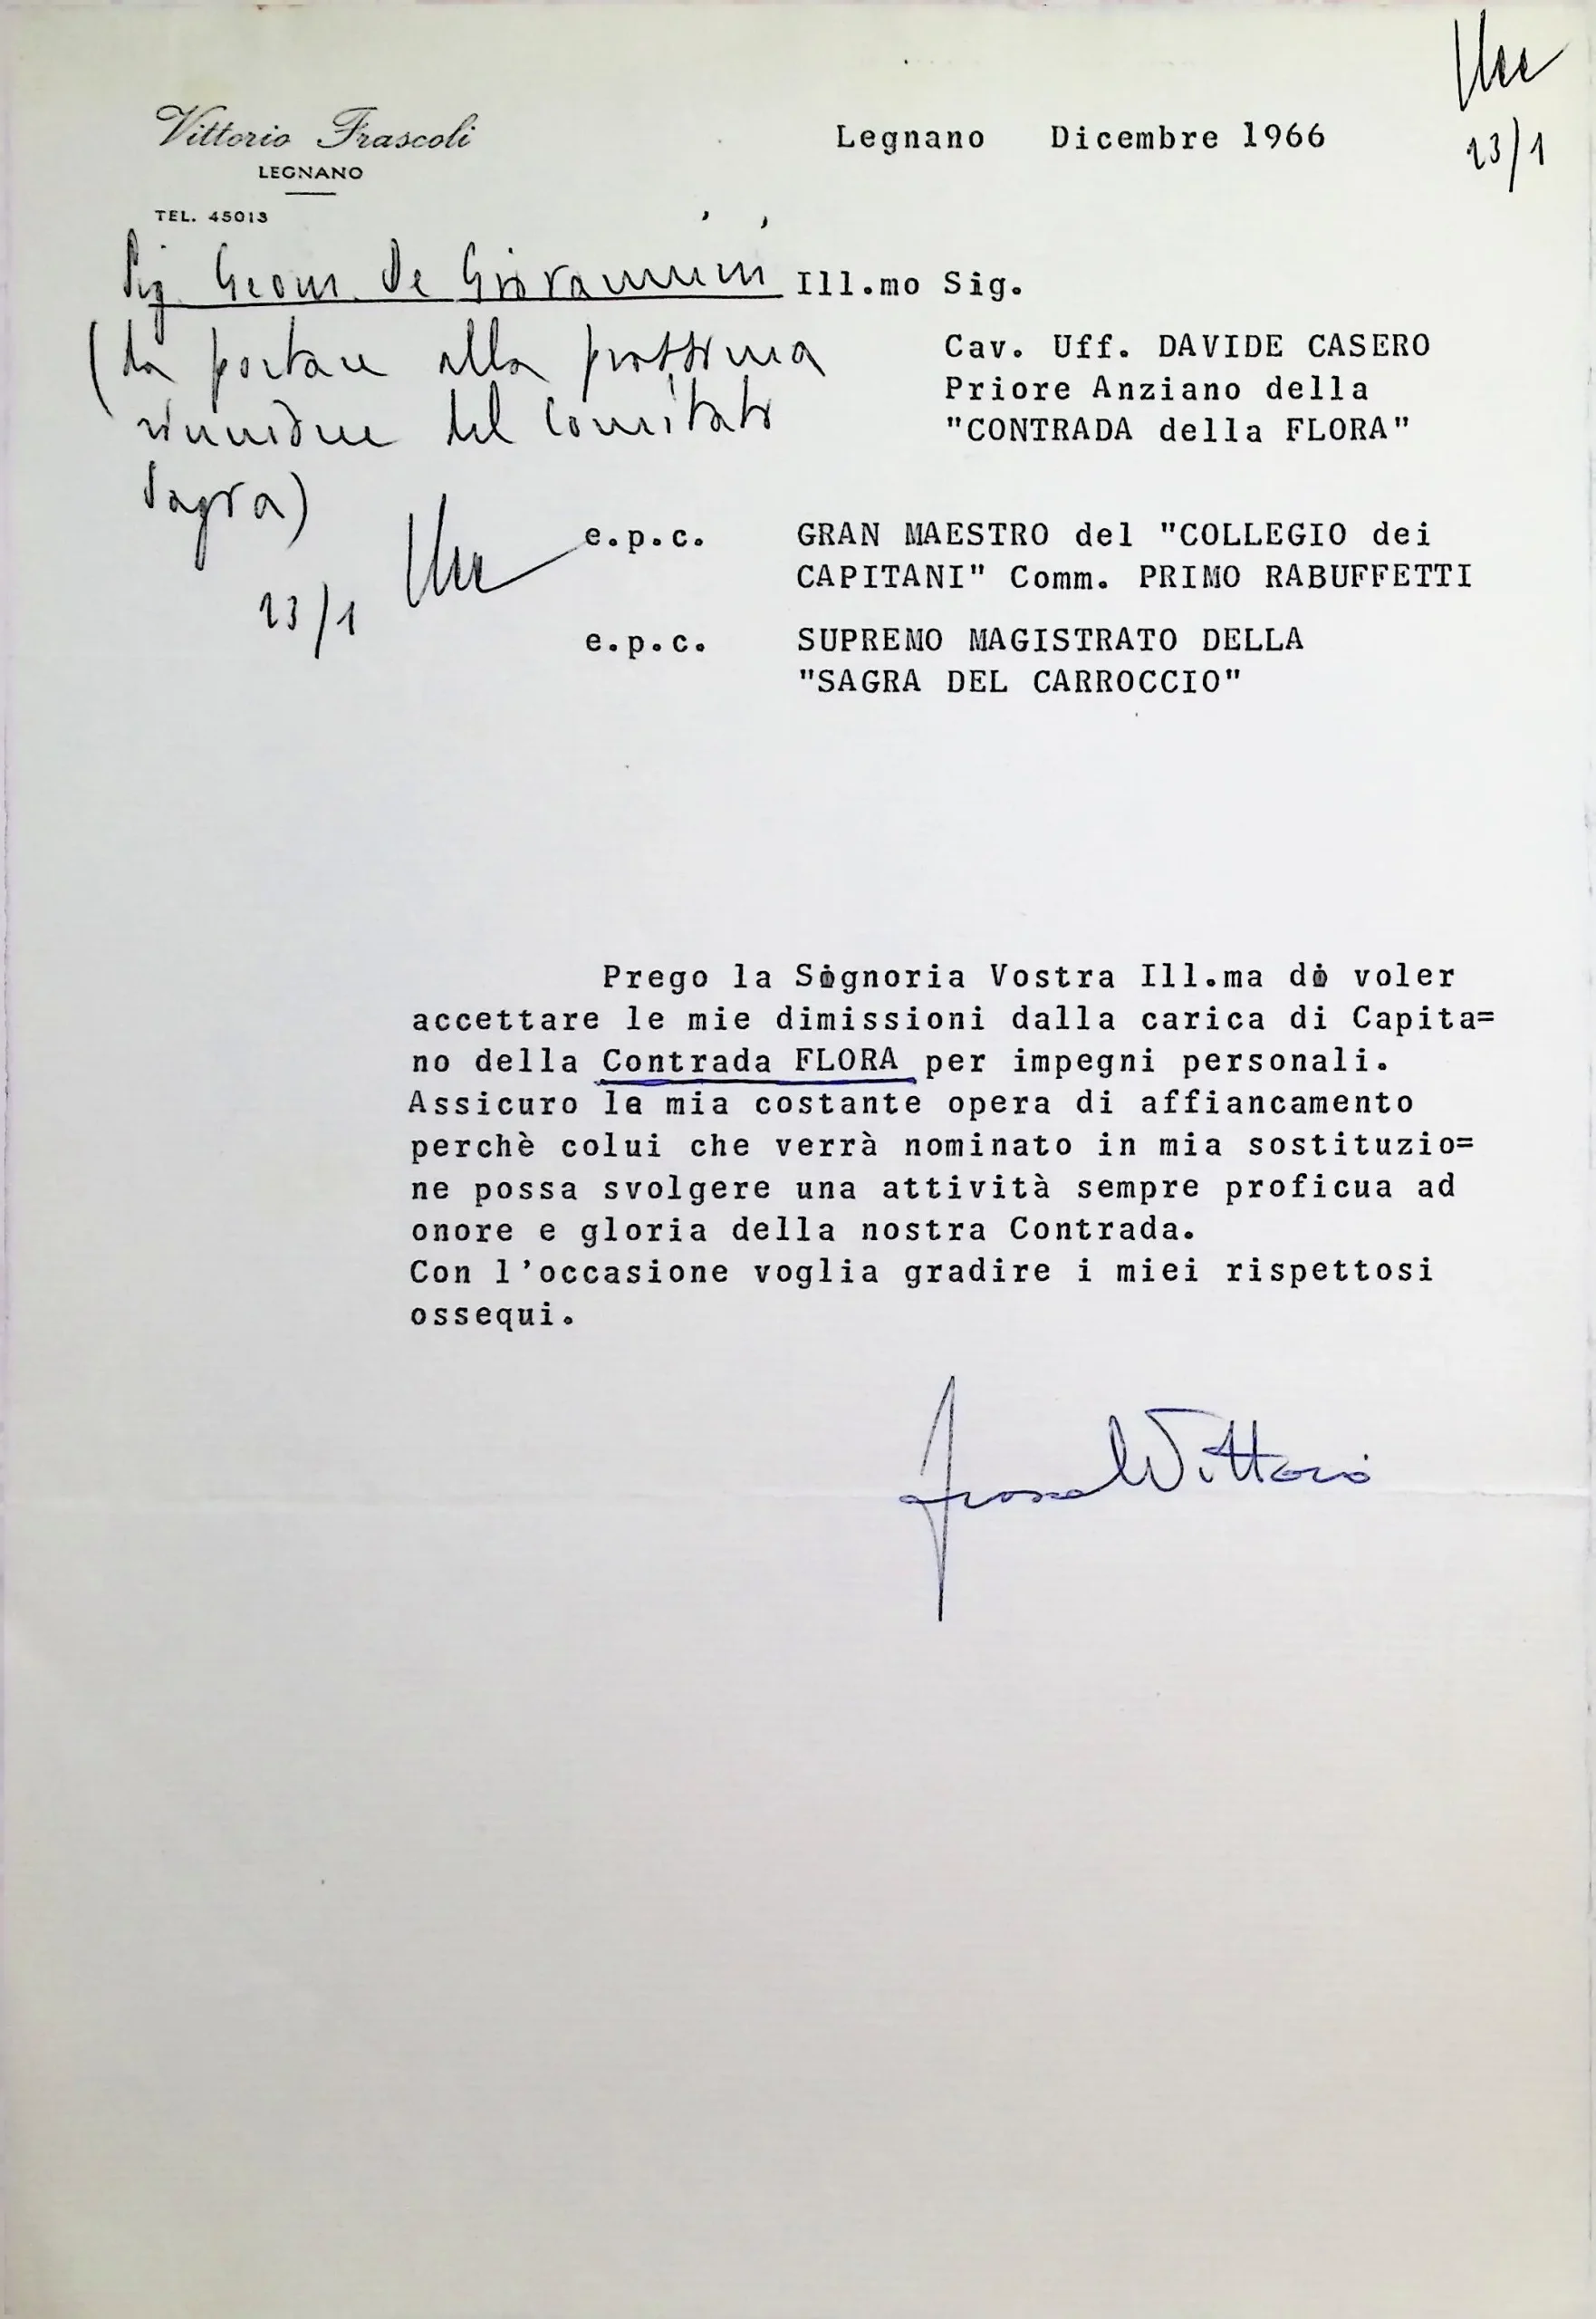 Vittorio Frascoli
LEGNANO
TEL. 45013
Legnano Dicembre 1966
23/1
Sig. Geom. De Giovannini
(da portare alla prossima
riunione del Comitato
Sagra)
23/1
Ill.mo Sig.
Cav. Uff. DAVIDE CASERO
Priore Anziano della
"CONTRADA della FLORA"
e.p.c. GRAN MAESTRO del "COLLEGIO dei
CAPITANI" Comm. PRIMO RABUFFETTI
e.p.c. SUPREMO MAGISTRATO DELLA
"SAGRA DEL CARROCCIO"
Prego la Signoria Vostra Ill.ma di voler
accettare le mie dimissioni dalla carica di Capita=
no della Contrada FLORA per impegni personali.
Assicuro la mia costante opera di affiancamento
perchè colui che verrà nominato in mia sostituzio=
ne possa svolgere una attività sempre proficua ad
onore e gloria della nostra Contrada.
Con l'occasione voglia gradire i miei rispettosi
ossequi.
Frascoli Vittorio